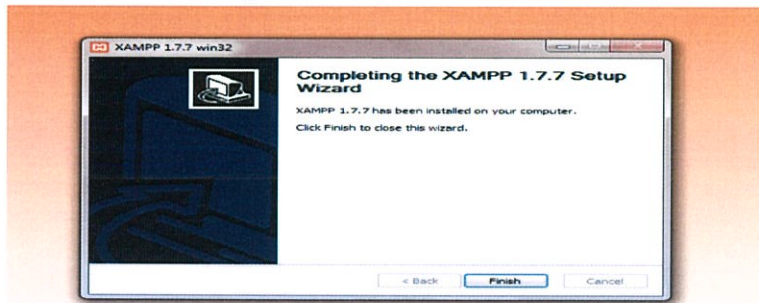 XAMPP 1.7.7 win32
Completing the XAMPP 1.7.7 Setup
Wizard
XAMPP 1.7.7 has been installed on your computer.
Click Finish to close this wizard.
< Back
Finish
Cancel